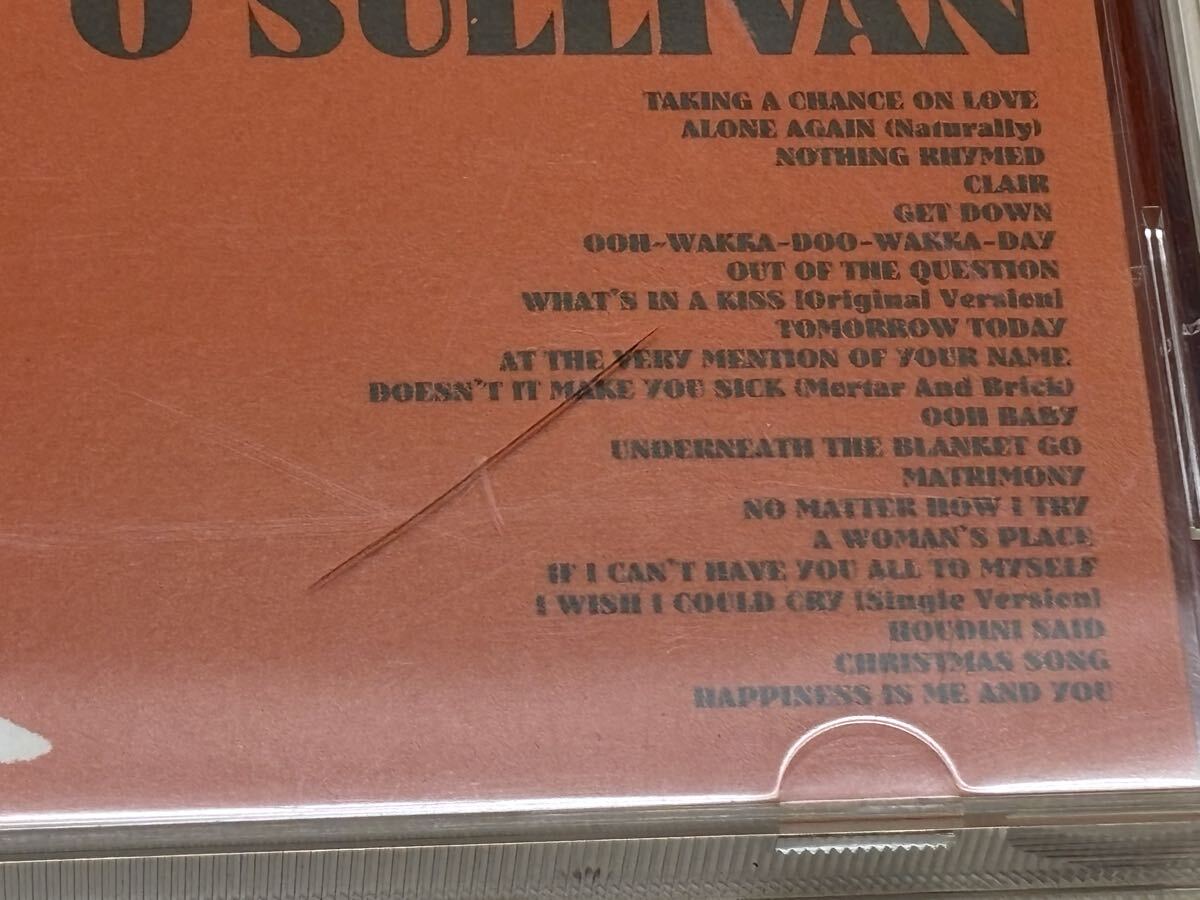 O'SULLIVAN
TAKING A CHANCE ON LOVE
ALONE AGAIN (Naturally)
NOTHING RHYMED
CLAIR
GET DOWN
OOH-WAKKA-DOO-WAKKA-DAY
OUT OF THE QUESTION
WHAT'S IN A KISS [Original Version]
TOMORROW TODAY
AT THE VERY MENTION OF YOUR NAME
DOESN'T IT MAKE YOU SICK (Mortar And Brick)
OOH BABY
UNDERNEATH THE BLANKET GO
MATRIMONY
NO MATTER HOW I TRY
A WOMAN'S PLACE
IF I CAN'T HAVE YOU ALL TO MYSELF
I WISH I COULD CRY [Single Version]
HOUDINI SAID
CHRISTMAS SONG
HAPPINESS IS ME AND YOU